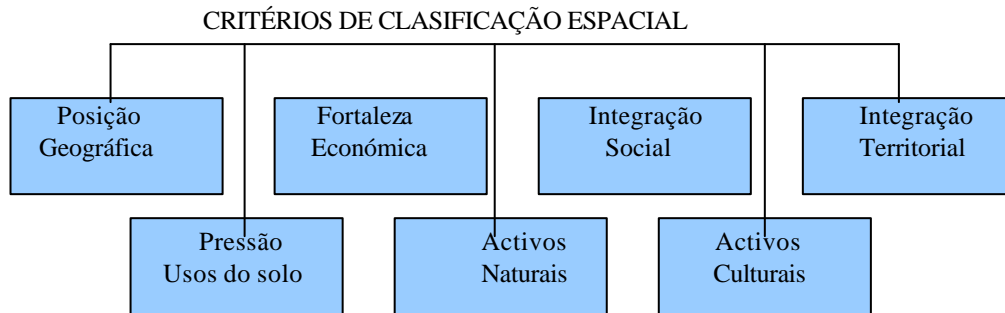 CRITÉRIOS DE CLASIFICAÇÃO ESPACIAL
Posição
Geográfica
Fortaleza
Económica
Integração
Social
Integração
Territorial
Pressão
Usos do solo
Activos
Naturais
Activos
Culturais